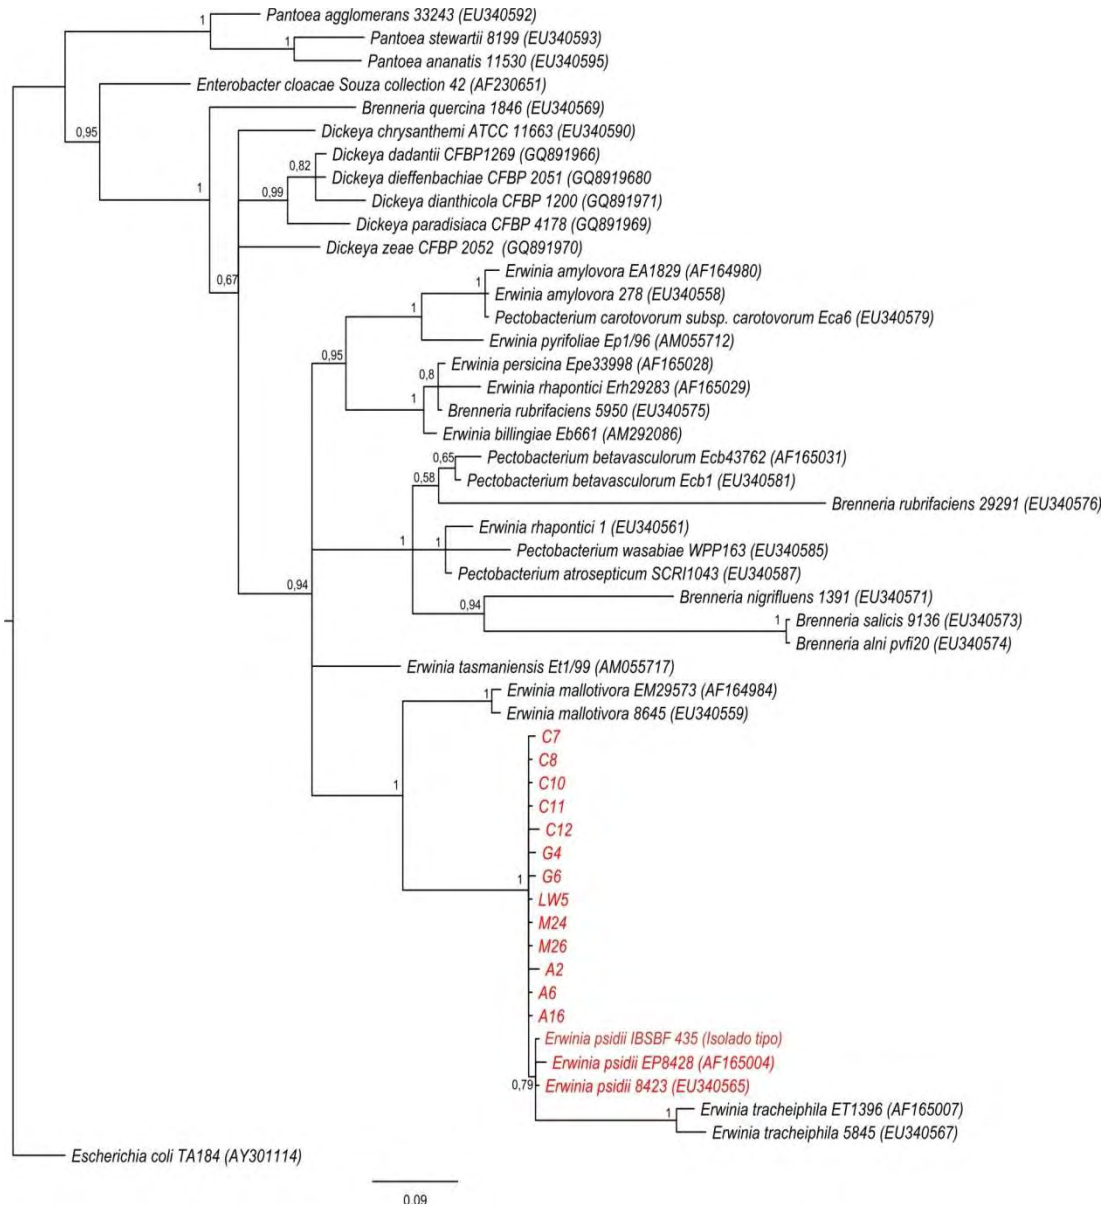 Pantoea agglomerans 33243 (EU340592)
1
Pantoea stewartii 8199 (EU340593)
1
Pantoea ananatis 11530 (EU340595)
Enterobacter cloacae Souza collection 42 (AF230651)
Brenneria quercina 1846 (EU340569)
0,95
Dickeya chrysanthemi ATCC 11663 (EU340590)
Dickeya dadantii CFBP1269 (GQ891966)
0,82
Dickeya dieffenbachiae CFBP 2051 (GQ8919680
1
0,99
Dickeya dianthicola CFBP 1200 (GQ891971)
Dickeya paradisiaca CFBP 4178 (GQ891969)
Dickeya zeae CFBP 2052 (GQ891970)
Erwinia amylovora EA1829 (AF164980)
0,67
1
Erwinia amylovora 278 (EU340558)
1
Pectobacterium carotovorum subsp. carotovorum Eca6 (EU340579)
Erwinia pyrifoliae Ep1/96 (AM055712)
0,95
Erwinia persicina Epe33998 (AF165028)
0,8
Erwinia rhapontici Erh29283 (AF165029)
1
Brenneria rubrifaciens 5950 (EU340575)
Erwinia billingiae Eb661 (AM292086)
Pectobacterium betavasculorum Ecb43762 (AF165031)
0,65
0,58
Pectobacterium betavasculorum Ecb1 (EU340581)
Brenneria rubrifaciens 29291 (EU340576)
Erwinia rhapontici 1 (EU340561)
1
1
Pectobacterium wasabiae WPP163 (EU340585)
Pectobacterium atrosepticum SCRI1043 (EU340587)
0,94
Brenneria nigrifluens 1391 (EU340571)
0,94
1
Brenneria salicis 9136 (EU340573)
Brenneria alni pvfi20 (EU340574)
Erwinia tasmaniensis Et1/99 (AM055717)
Erwinia mallotivora EM29573 (AF164984)
1
Erwinia mallotivora 8645 (EU340559)
C7
C8
1
C10
C11
C12
G4
G6
1
LW5
M24
M26
A2
A6
A16
Erwinia psidii IBSBF 435 (Isolado tipo)
Erwinia psidii EP8428 (AF165004)
0,79
Erwinia psidii 8423 (EU340565)
Erwinia tracheiphila ET1396 (AF165007)
1
Erwinia tracheiphila 5845 (EU340567)
Escherichia coli TA184 (AY301114)
0.09